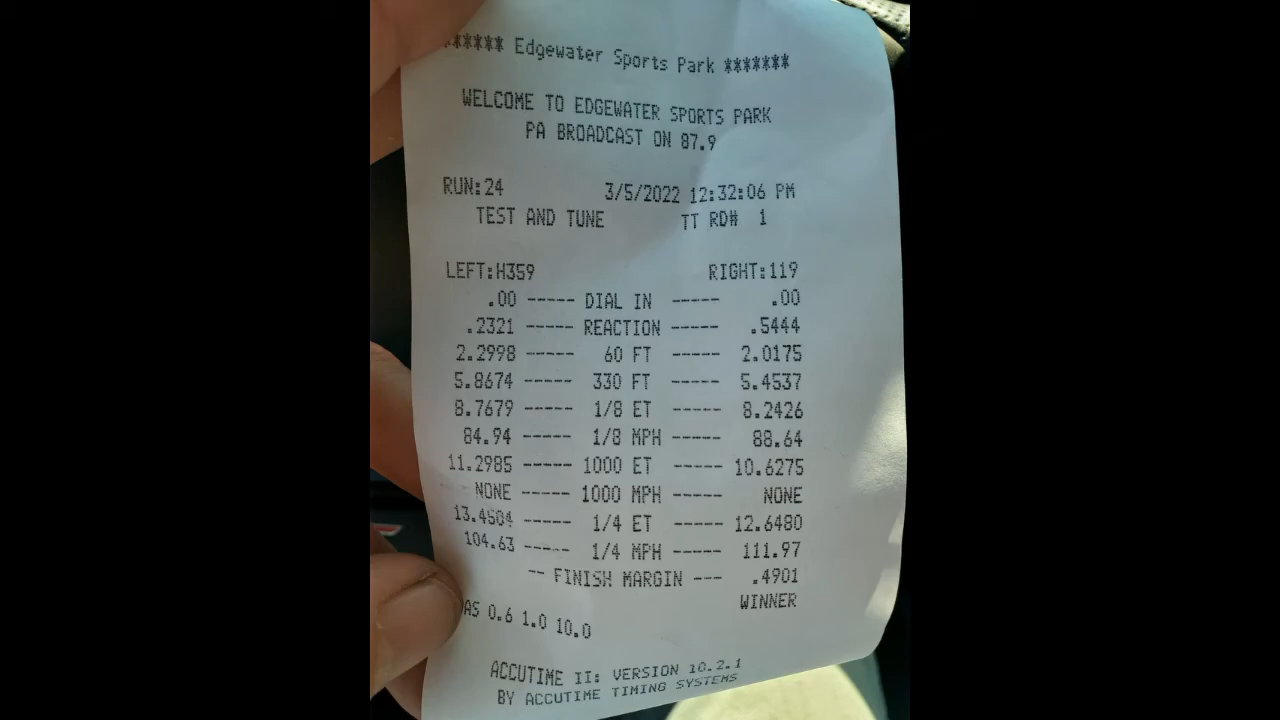 ****** Edgewater Sports Park *******
WELCOME TO EDGEWATER SPORTS PARK
PA BROADCAST ON 87.9
RUN:24 3/5/2022 12:32:06 PM
TEST AND TUNE TT RD# 1
LEFT:H359 RIGHT:119
.00 ----- DIAL IN ----- .00
.2321 ----- REACTION ----- .5444
2.2998 ----- 60 FT ----- 2.0175
5.8674 ----- 330 FT ----- 5.4537
8.7679 ----- 1/8 ET ----- 8.2426
84.94 ----- 1/8 MPH ----- 88.64
11.2985 ----- 1000 ET ----- 10.6275
NONE ----- 1000 MPH ----- NONE
13.4504 ----- 1/4 ET ----- 12.6480
104.63 ----- 1/4 MPH ----- 111.97
-- FINISH MARGIN --- .4901
WINNER
AS 0.6 1.0 10.0
ACCUTIME II: VERSION 10.2.1
BY ACCUTIME TIMING SYSTEMS